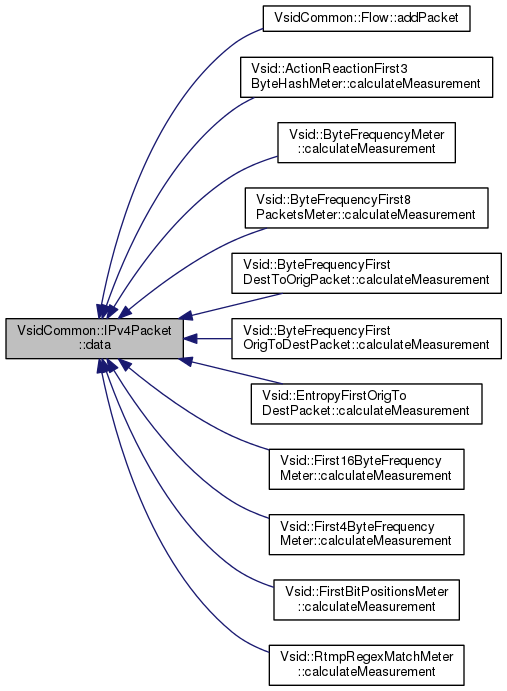 VsidCommon::Flow::addPacket
Vsid::ActionReactionFirst3
ByteHashMeter::calculateMeasurement
Vsid::ByteFrequencyMeter
::calculateMeasurement
Vsid::ByteFrequencyFirst8
PacketsMeter::calculateMeasurement
Vsid::ByteFrequencyFirst
DestToOrigPacket::calculateMeasurement
VsidCommon::IPv4Packet
::data
Vsid::ByteFrequencyFirst
OrigToDestPacket::calculateMeasurement
Vsid::EntropyFirstOrigTo
DestPacket::calculateMeasurement
Vsid::First16ByteFrequency
Meter::calculateMeasurement
Vsid::First4ByteFrequency
Meter::calculateMeasurement
Vsid::FirstBitPositionsMeter
::calculateMeasurement
Vsid::RtmpRegexMatchMeter
::calculateMeasurement